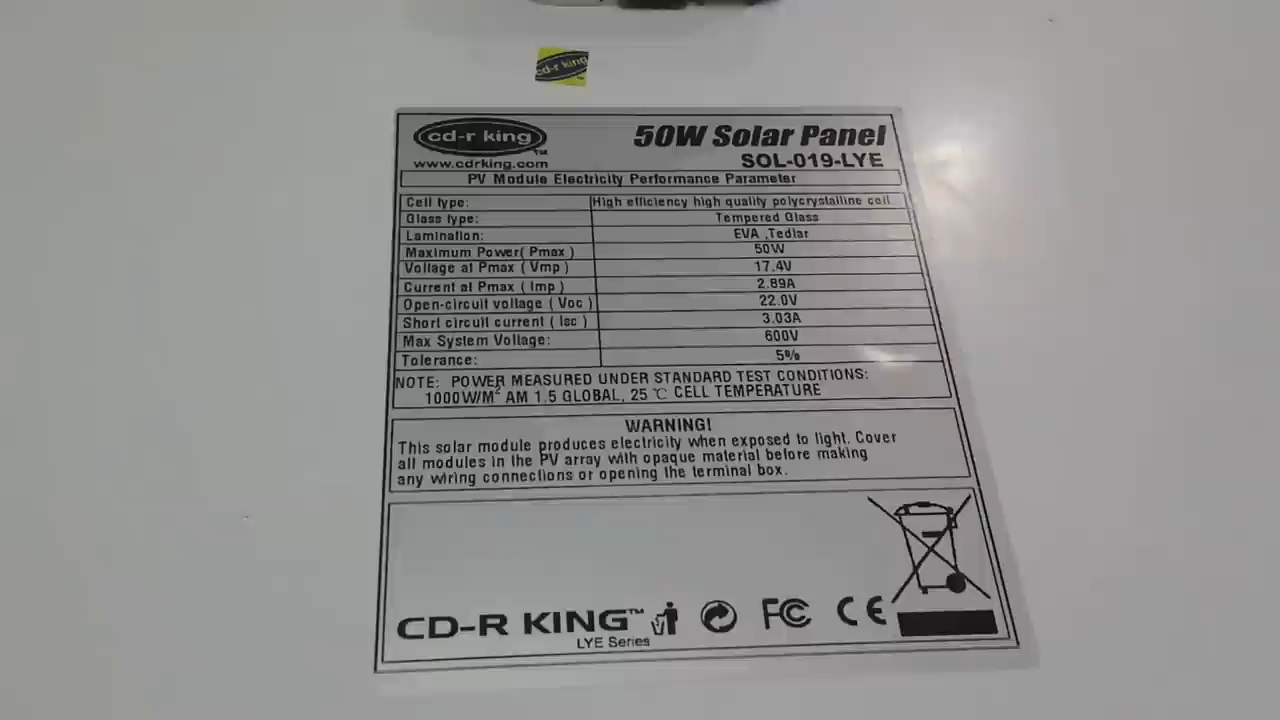 cd-r king
TM
cd-r king TM
www.cdrking.com
50W Solar Panel
SOL-019-LYE
PV Module Electricity Performance Parameter
Cell type: High efficiency high quality polycrystalline cell
Glass type: Tempered Glass
Lamination: EVA ,Tedlar
Maximum Power( Pmax ) 50W
Voltage at Pmax ( Vmp ) 17.4V
Current at Pmax ( Imp ) 2.89A
Open-circuit voltage ( Voc ) 22.0V
Short circuit current ( Isc ) 3.03A
Max System Voltage: 600V
Tolerance: 5%
NOTE: POWER MEASURED UNDER STANDARD TEST CONDITIONS:
1000W/M² AM 1.5 GLOBAL, 25 ℃ CELL TEMPERATURE
WARNING!
This solar module produces electricity when exposed to light. Cover
all modules in the PV array with opaque material before making
any wiring connections or opening the terminal box.
CD-R KING™ FC CE
LYE Series